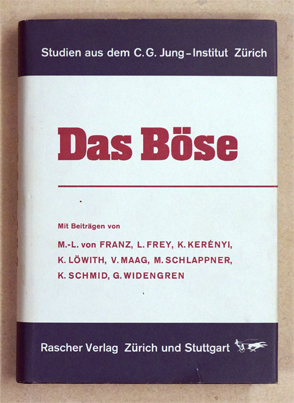 Studien aus dem C. G. Jung-Institut Zürich
Das Böse
Mit Beiträgen von
M.-L. von FRANZ, L. FREY, K. KERÉNYI,
K. LÖWITH, V. MAAG, M. SCHLAPPNER,
K. SCHMID, G. WIDENGREN
Rascher Verlag Zürich und Stuttgart